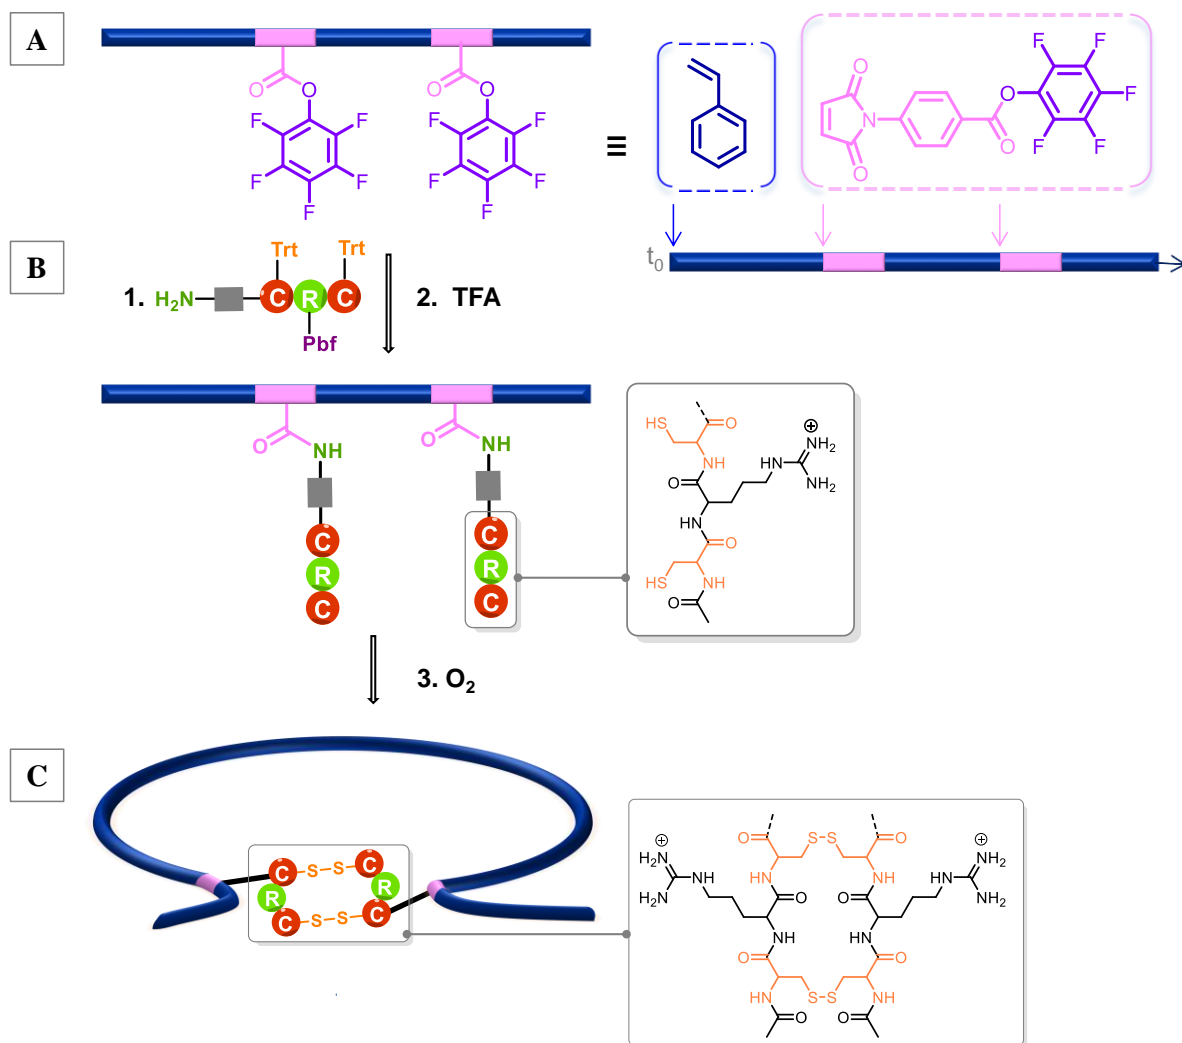 A
O
O
F
F
F
F
F
O
O
F
F
F
F
F
≡
O
N
O
O
O
F
F
F
F
F
t0
B
1. H2N
Trt
Trt
C
R
C
Pbf
2. TFA
O
NH
C
R
C
O
NH
C
R
C
HS
O
NH
O
HN
NH2
NH2
⊕
HN
O
HS
NH
O
3. O2
C
C
S
S
C
R
R
C
S
S
C
O
S-S
O
HN
NH
⊕
H2N
NH2
NH
O
O
HN
NH2
NH2
⊕
NH
HN
O
O
HN
S-S
NH
O
O